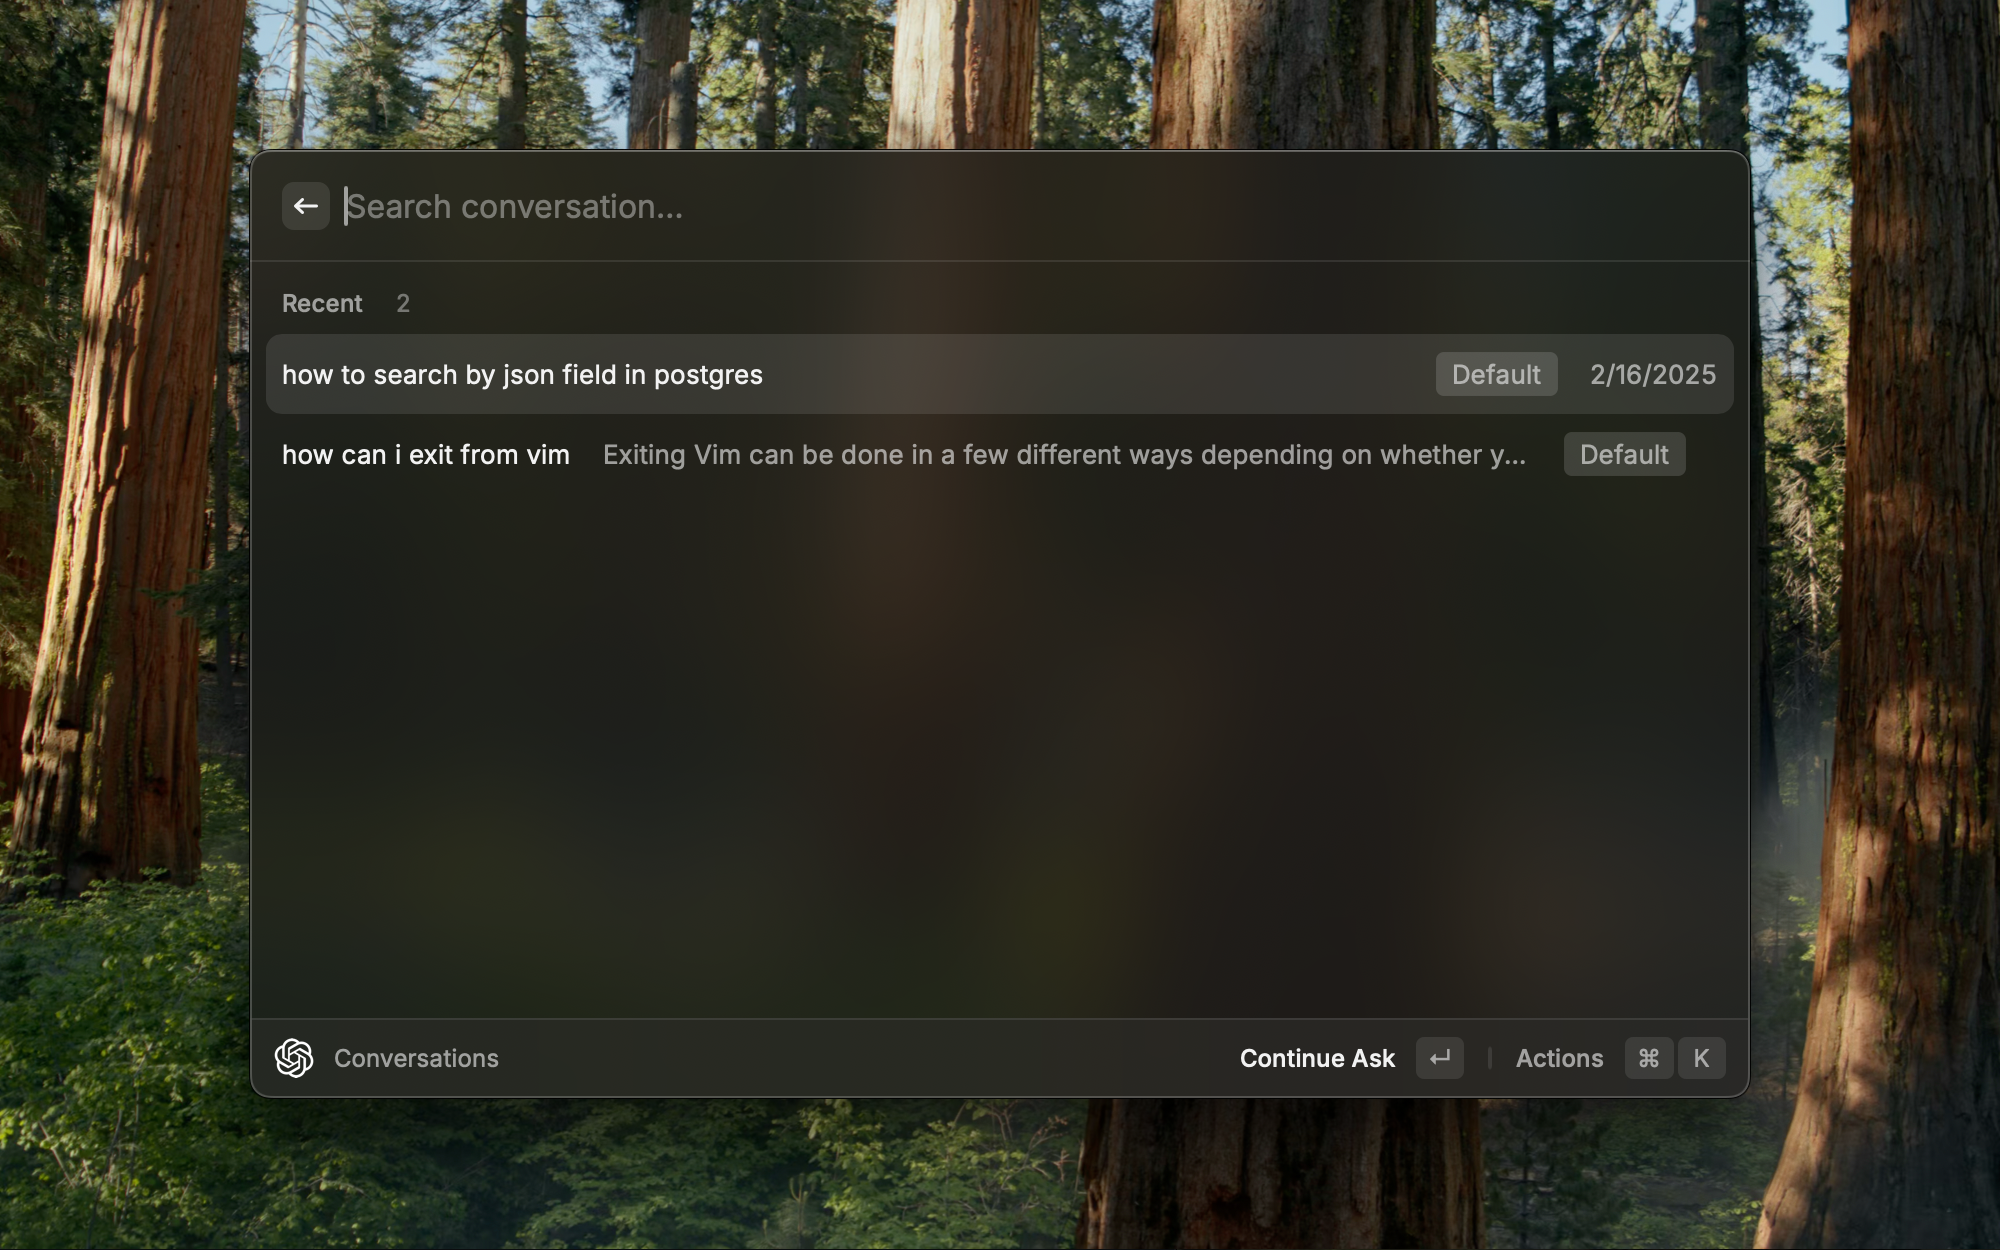 Search conversation...
Recent 2
how to search by json field in postgres Default 2/16/2025
how can i exit from vim Exiting Vim can be done in a few different ways depending on whether y... Default
Conversations Continue Ask ↵ Actions ⌘ K